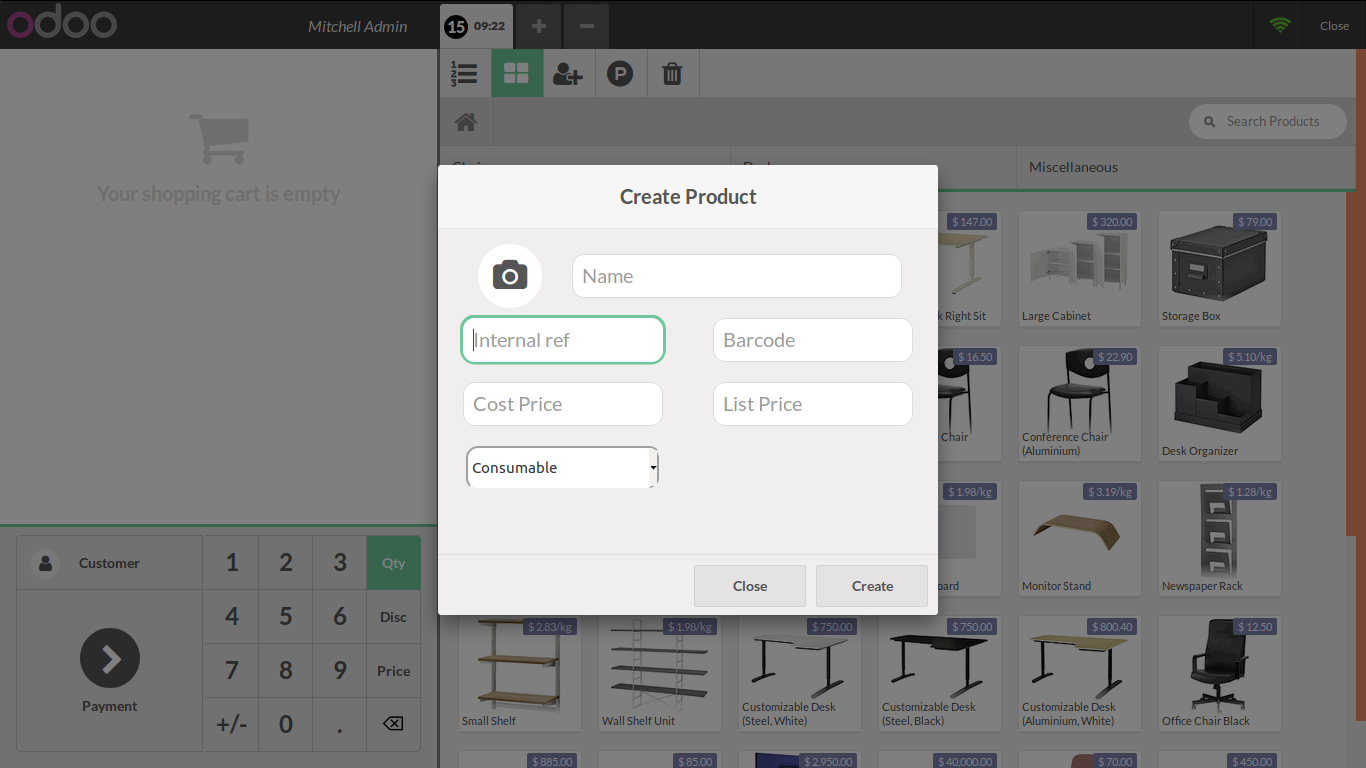 odoo
Mitchell Admin
15 09:22
+
−
Close
1
2
3
P
Search Products
Your shopping cart is empty
Miscellaneous
Create Product
Name
Internal ref
Barcode
Cost Price
List Price
Consumable
Close
Create
$ 147.00
$ 320.00
$ 79.00
Right Sit
Large Cabinet
Storage Box
$ 16.50
$ 22.90
$ 5.10/kg
Chair
Conference Chair
(Aluminium)
Desk Organizer
$ 1.98/kg
$ 3.19/kg
$ 1.28/kg
Monitor Stand
Newspaper Rack
$ 2.83/kg
$ 1.98/kg
$ 750.00
$ 750.00
$ 800.40
$ 12.50
Small Shelf
Wall Shelf Unit
Customizable Desk
(Steel, White)
Customizable Desk
(Steel, Black)
Customizable Desk
(Aluminium, White)
Office Chair Black
$ 885.00
$ 85.00
$ 2,950.00
$ 40,000.00
$ 70.00
$ 450.00
Customer
1 2 3 Qty
4 5 6 Disc
7 8 9 Price
+/- 0 .
Payment